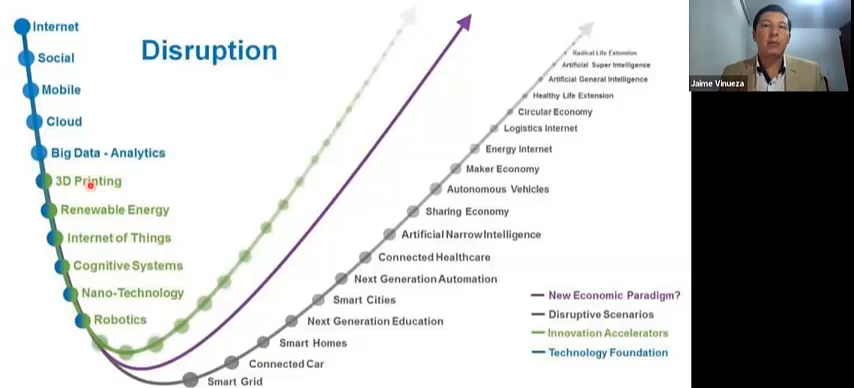 Disruption
Internet
Social
Mobile
Cloud
Big Data - Analytics
3D Printing
Renewable Energy
Internet of Things
Cognitive Systems
Nano-Technology
Robotics
Radical Life Extension
Artificial Super Intelligence
Artificial General Intelligence
Healthy Life Extension
Circular Economy
Logistics Internet
Energy Internet
Maker Economy
Autonomous Vehicles
Sharing Economy
Artificial Narrow Intelligence
Connected Healthcare
Next Generation Automation
Smart Cities
Next Generation Education
Smart Homes
Connected Car
Smart Grid
New Economic Paradigm?
Disruptive Scenarios
Innovation Accelerators
Technology Foundation
Jaime Vinueza